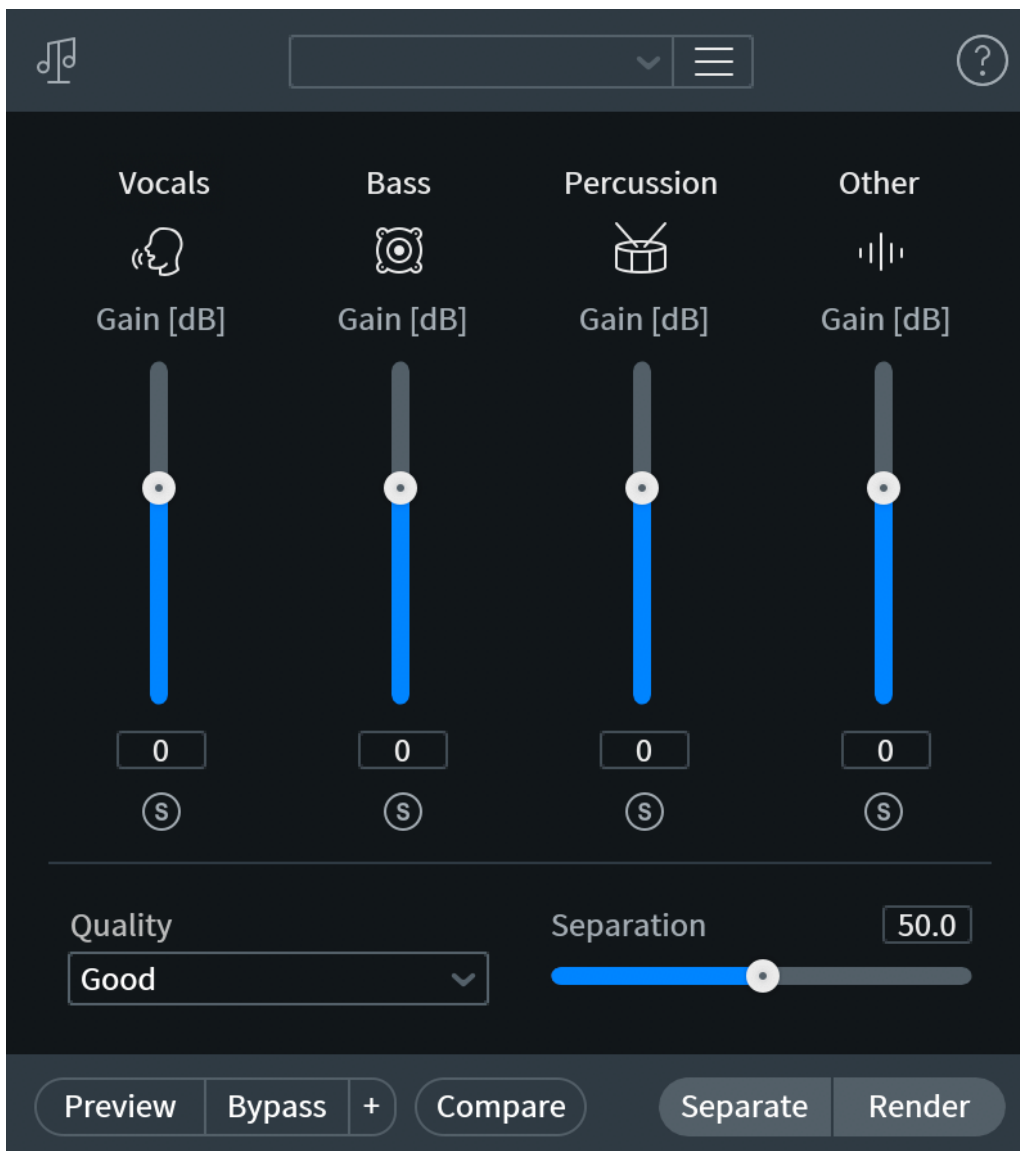 ?
Vocals Bass Percussion Other
Gain [dB] Gain [dB] Gain [dB] Gain [dB]
0 0 0 0
S S S S
Quality Separation 50.0
Good
Preview Bypass + Compare Separate Render